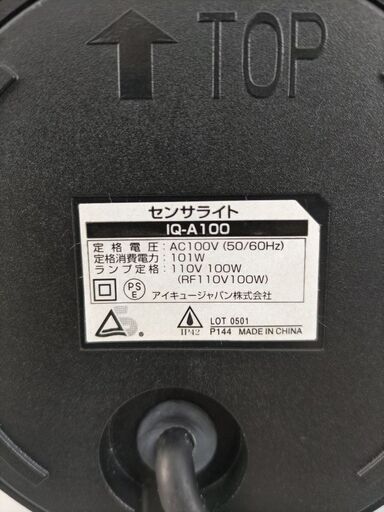 TOP
センサライト
IQ-A100
定格電圧:AC100V (50/60Hz)
定格消費電力:101W
ランプ定格:110V 100W
(RF110V100W)
PS
E
アイキュージャパン株式会社
IP42
LOT 0501
P144 MADE IN CHINA